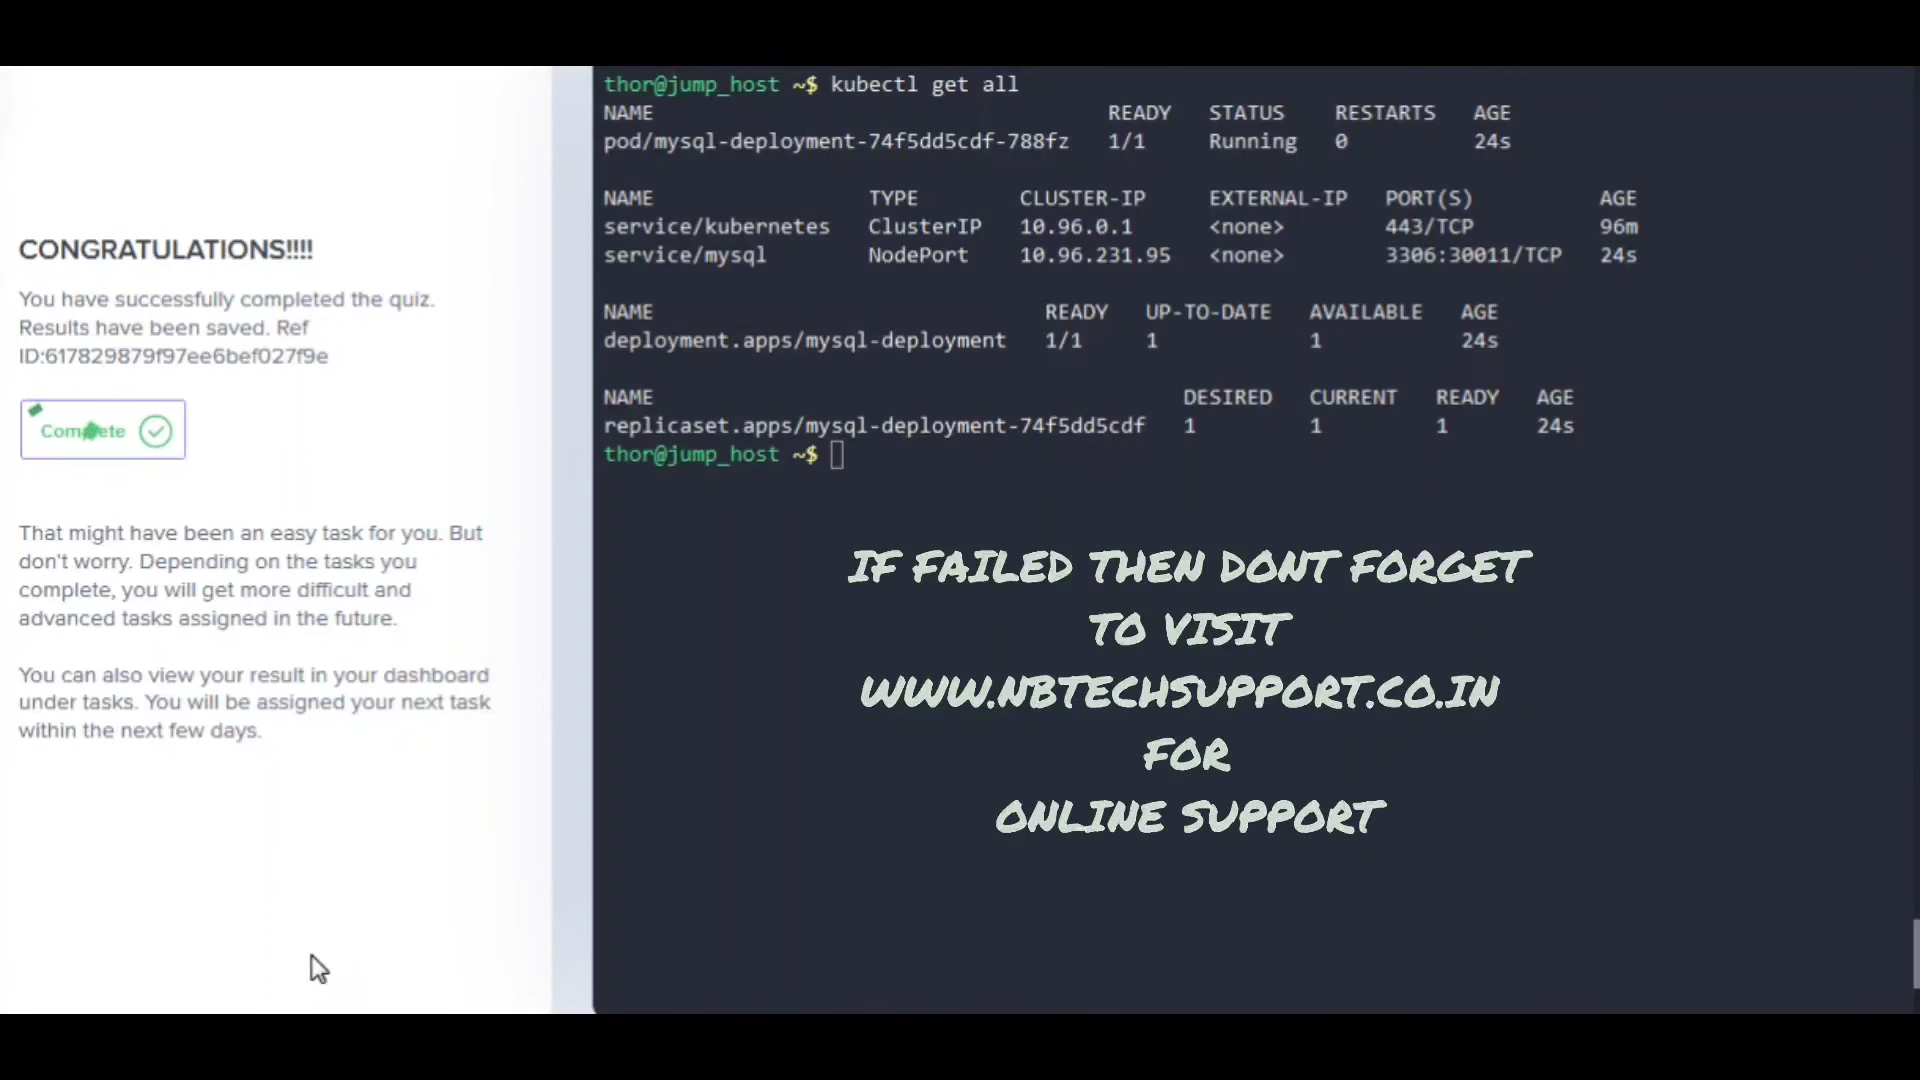 CONGRATULATIONS!!!!
You have successfully completed the quiz.
Results have been saved. Ref
ID:617829879f97ee6bef027f9e
Complete
That might have been an easy task for you. But
don't worry. Depending on the tasks you
complete, you will get more difficult and
advanced tasks assigned in the future.
You can also view your result in your dashboard
under tasks. You will be assigned your next task
within the next few days.
thor@jump_host ~$ kubectl get all
NAME READY STATUS RESTARTS AGE
pod/mysql-deployment-74f5dd5cdf-788fz 1/1 Running 0 24s
NAME TYPE CLUSTER-IP EXTERNAL-IP PORT(S) AGE
service/kubernetes ClusterIP 10.96.0.1 <none> 443/TCP 96m
service/mysql NodePort 10.96.231.95 <none> 3306:30011/TCP 24s
NAME READY UP-TO-DATE AVAILABLE AGE
deployment.apps/mysql-deployment 1/1 1 1 24s
NAME DESIRED CURRENT READY AGE
replicaset.apps/mysql-deployment-74f5dd5cdf 1 1 1 24s
thor@jump_host ~$
IF FAILED THEN DONT FORGET
TO VISIT
WWW.NBTECHSUPPORT.CO.IN
FOR
ONLINE SUPPORT